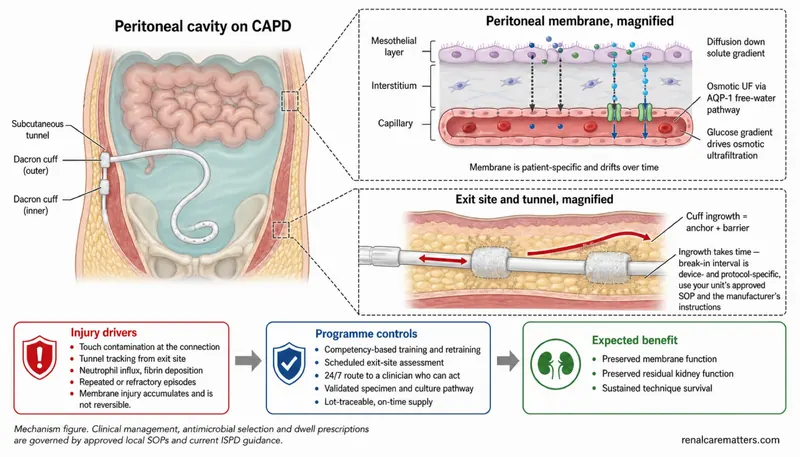 Peritoneal cavity on CAPD
Subcutaneous
tunnel
Dacron cuff
(outer)
Dacron cuff
(inner)
Peritoneal membrane, magnified
Mesothelial
layer
Interstitium
Capillary
Diffusion down
solute gradient
Osmotic UF via
AQP-1 free-water
pathway
Glucose gradient
drives osmotic
ultrafiltration
Membrane is patient-specific and drifts over time
Exit site and tunnel, magnified
Cuff ingrowth =
anchor + barrier
Ingrowth takes time —
break-in interval is
device- and protocol-specific,
use your unit's approved
SOP and the manufacturer's
instructions
Injury drivers
• Touch contamination at the connection
• Tunnel tracking from exit site
• Neutrophil influx, fibrin deposition
• Repeated or refractory episodes
• Membrane injury accumulates and is not reversible.
Programme controls
• Competency-based training and retraining
• Scheduled exit-site assessment
• 24/7 route to a clinician who can act
• Validated specimen and culture pathway
• Lot-traceable, on-time supply
Expected benefit
• Preserved membrane function
• Preserved residual kidney function
• Sustained technique survival
Mechanism figure. Clinical management, antimicrobial selection and dwell prescriptions
are governed by approved local SOPs and current ISPD guidance.
renalcarematters.com